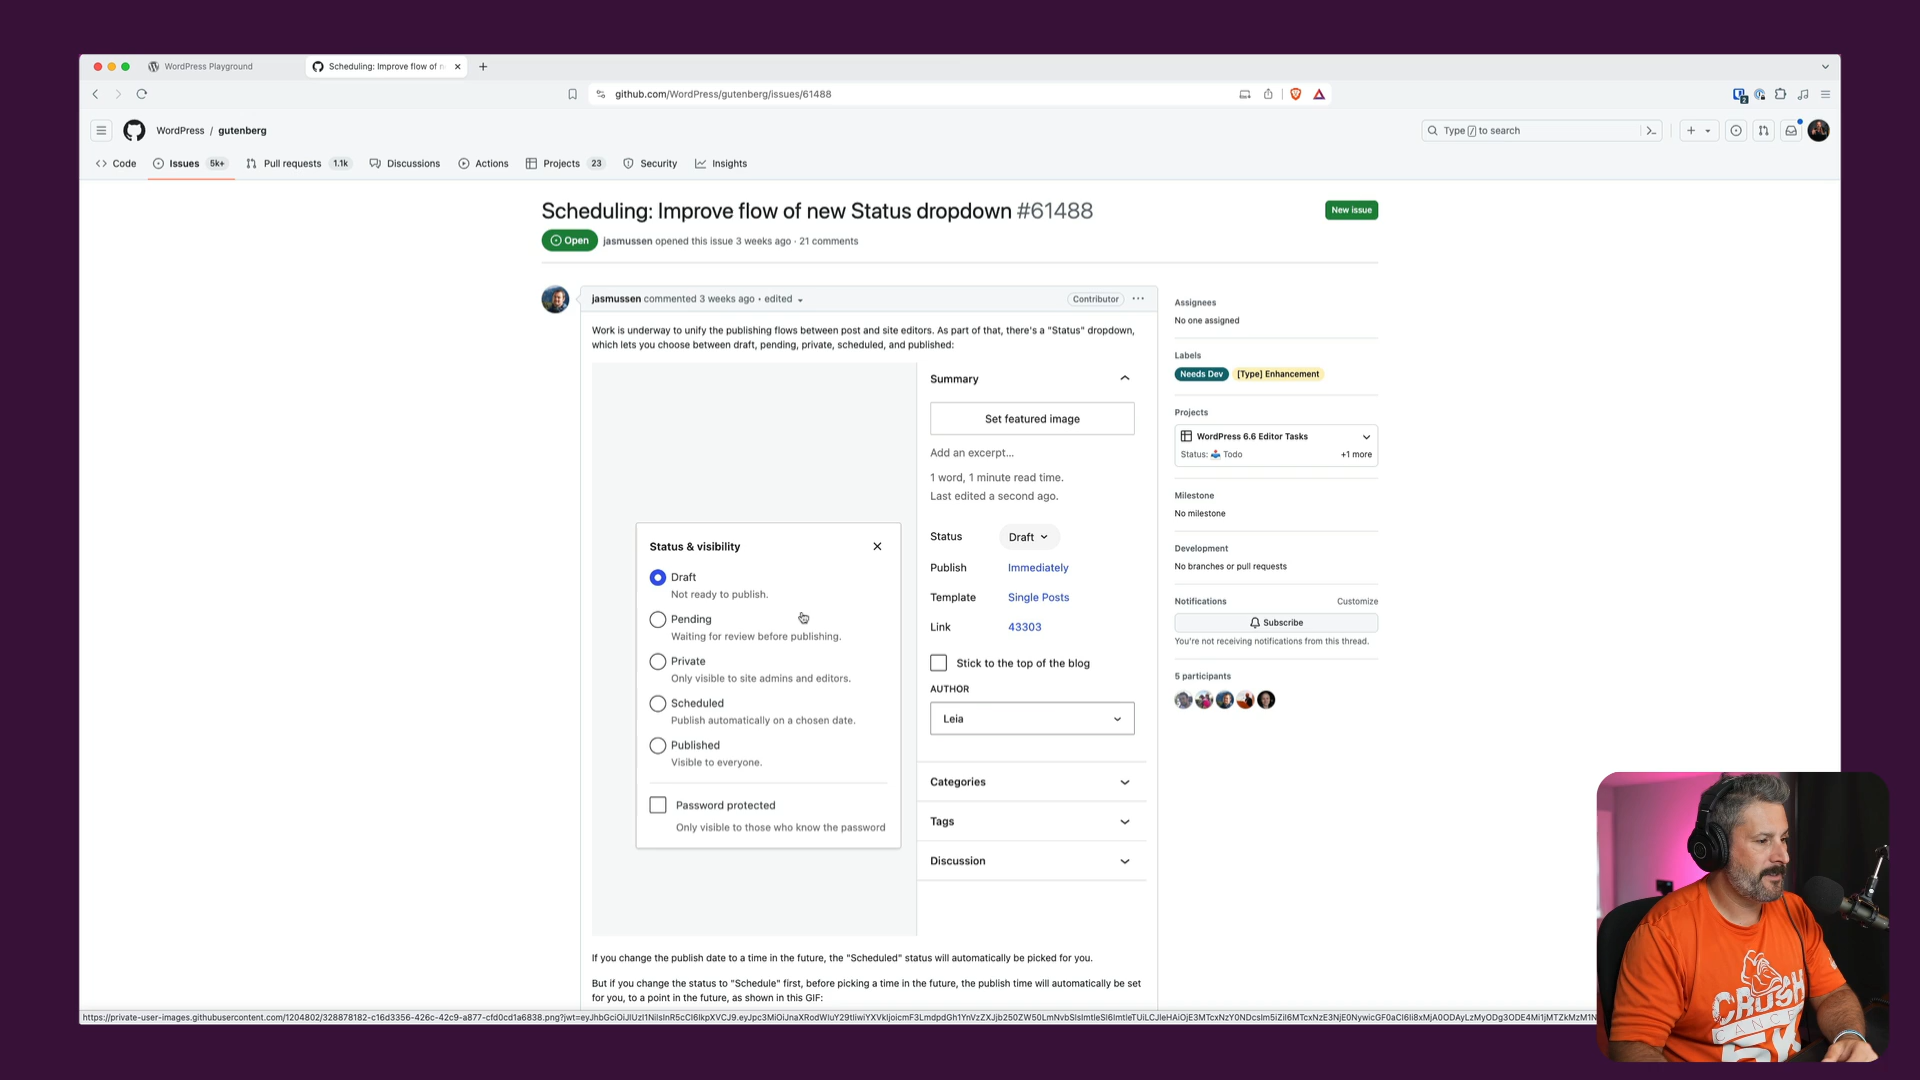 WordPress Playground
Scheduling: Improve flow of n
github.com/WordPress/gutenberg/issues/61488
2
WordPress / gutenberg
Type / to search
Code
Issues 5k+
Pull requests 1.1k
Discussions
Actions
Projects 23
Security
Insights
Scheduling: Improve flow of new Status dropdown #61488
New issue
Open
jasmussen opened this issue 3 weeks ago · 21 comments
jasmussen commented 3 weeks ago • edited
Contributor
Work is underway to unify the publishing flows between post and site editors. As part of that, there's a "Status" dropdown,
which lets you choose between draft, pending, private, scheduled, and published:
Summary
Set featured image
Add an excerpt...
1 word, 1 minute read time.
Last edited a second ago.
Status Draft
Publish Immediately
Template Single Posts
Link 43303
Stick to the top of the blog
AUTHOR
Leia
Categories
Tags
Discussion
Status & visibility
Draft
Not ready to publish.
Pending
Waiting for review before publishing.
Private
Only visible to site admins and editors.
Scheduled
Publish automatically on a chosen date.
Published
Visible to everyone.
Password protected
Only visible to those who know the password
If you change the publish date to a time in the future, the "Scheduled" status will automatically be picked for you.
But if you change the status to "Schedule" first, before picking a time in the future, the publish time will automatically be set
for you, to a point in the future, as shown in this GIF:
Assignees
No one assigned
Labels
Needs Dev
[Type] Enhancement
Projects
WordPress 6.6 Editor Tasks
Status: Todo
+1 more
Milestone
No milestone
Development
No branches or pull requests
Notifications
Customize
Subscribe
You're not receiving notifications from this thread.
5 participants
CRUSH
CANCER
5K